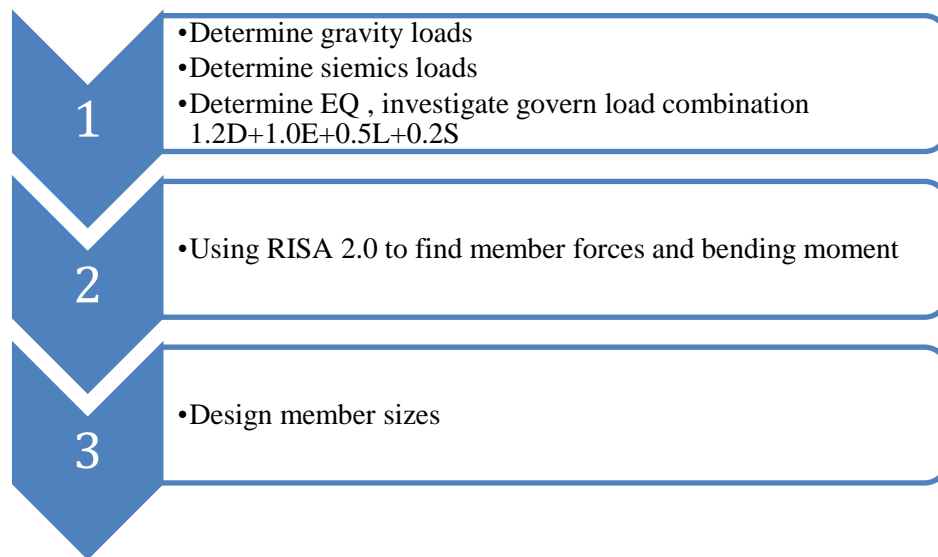 1
•Determine gravity loads
•Determine siemics loads
•Determine EQ , investigate govern load combination
1.2D+1.0E+0.5L+0.2S
2
•Using RISA 2.0 to find member forces and bending moment
3
•Design member sizes